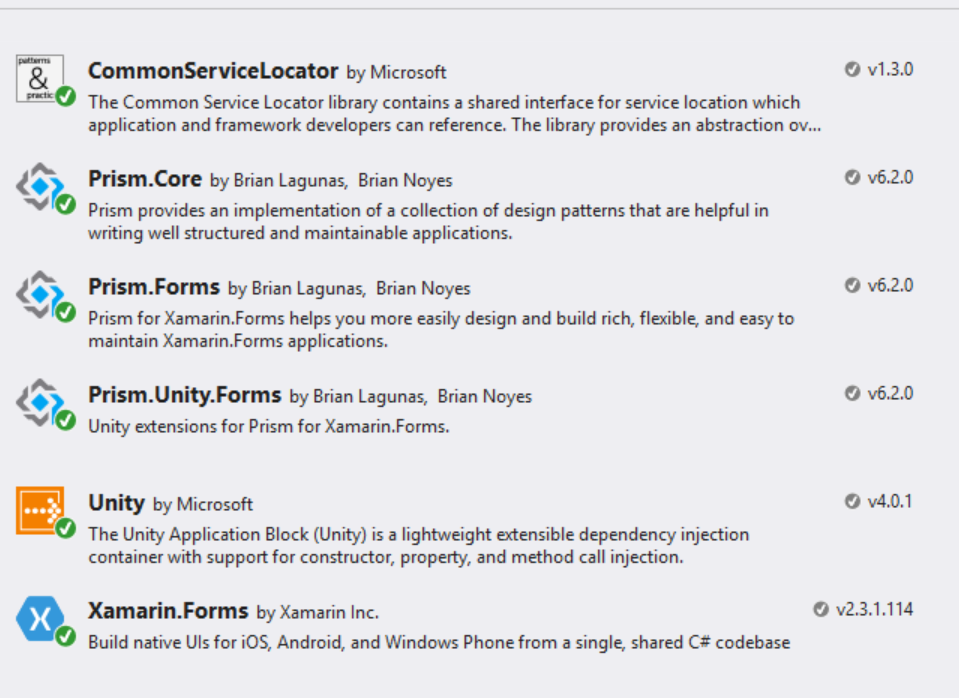 patterns
&
practic
CommonServiceLocator by Microsoft
v1.3.0
The Common Service Locator library contains a shared interface for service location which
application and framework developers can reference. The library provides an abstraction ov...
Prism.Core by Brian Lagunas, Brian Noyes
v6.2.0
Prism provides an implementation of a collection of design patterns that are helpful in
writing well structured and maintainable applications.
Prism.Forms by Brian Lagunas, Brian Noyes
v6.2.0
Prism for Xamarin.Forms helps you more easily design and build rich, flexible, and easy to
maintain Xamarin.Forms applications.
Prism.Unity.Forms by Brian Lagunas, Brian Noyes
v6.2.0
Unity extensions for Prism for Xamarin.Forms.
Unity by Microsoft
v4.0.1
The Unity Application Block (Unity) is a lightweight extensible dependency injection
container with support for constructor, property, and method call injection.
X
Xamarin.Forms by Xamarin Inc.
v2.3.1.114
Build native UIs for iOS, Android, and Windows Phone from a single, shared C# codebase